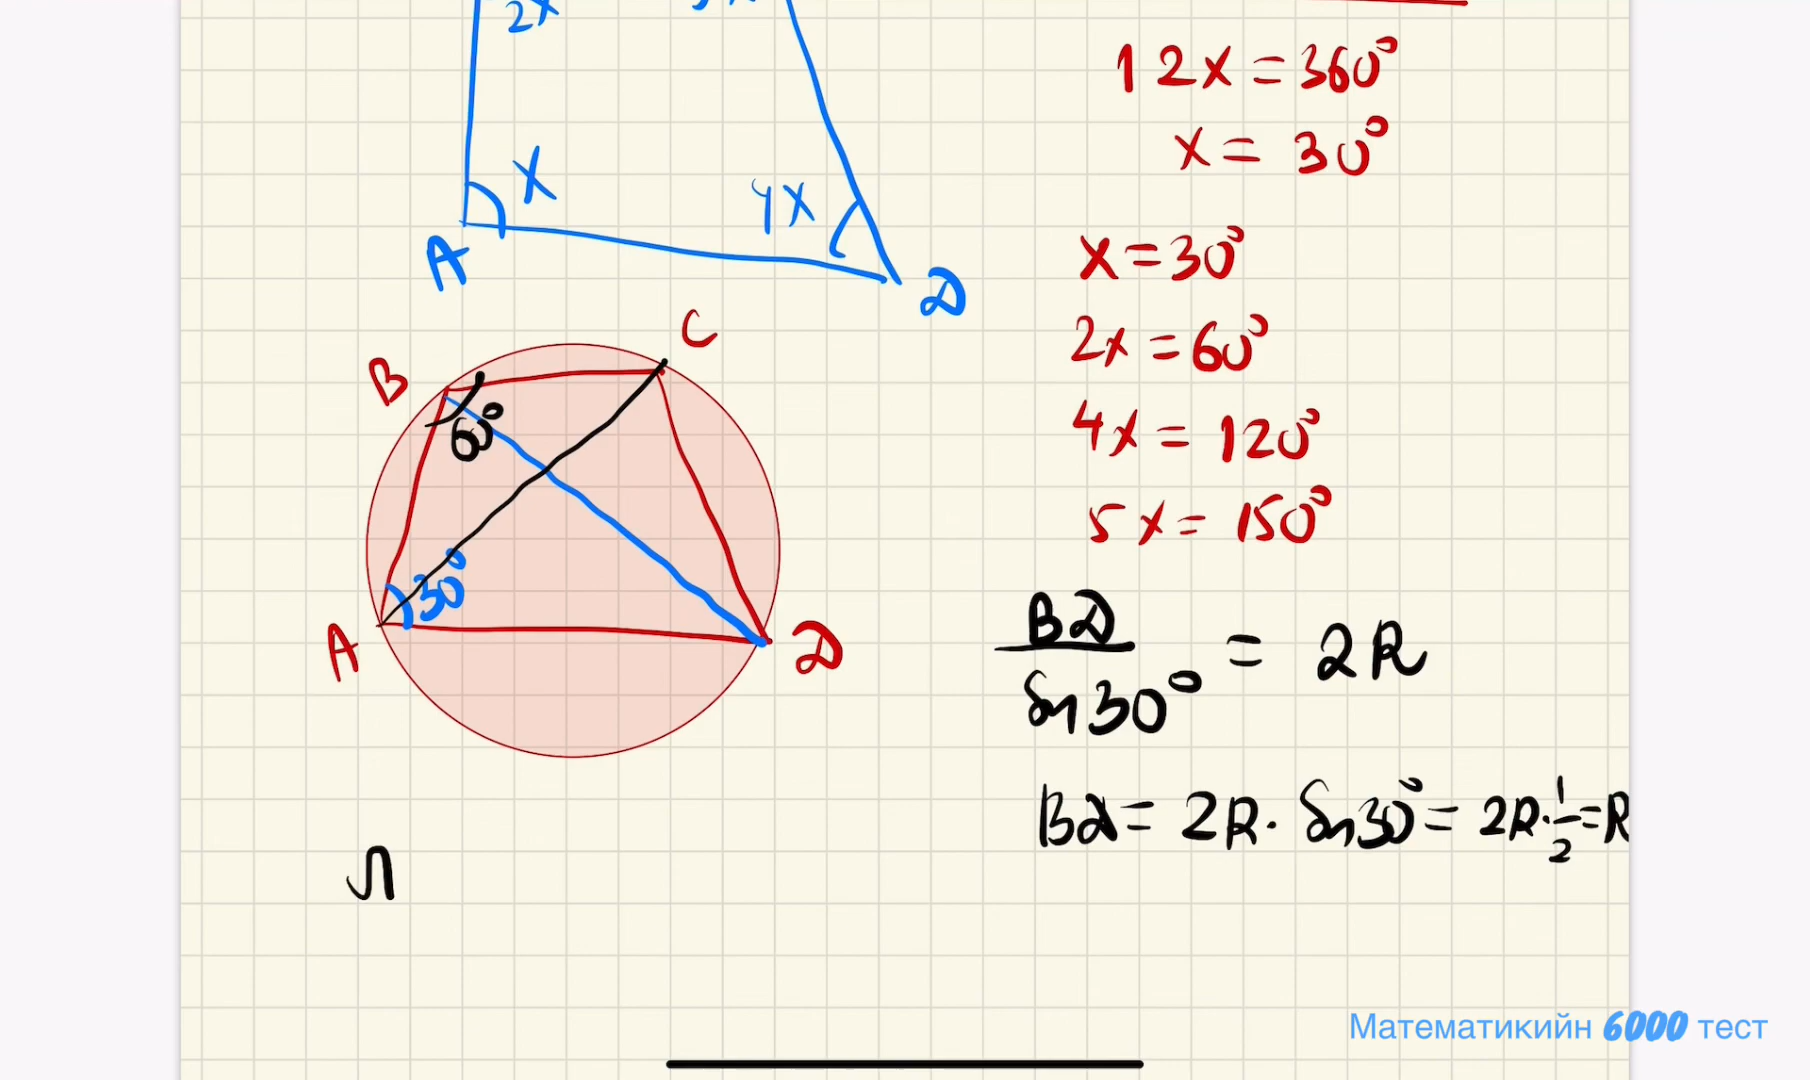 2x
12x = 360°
x = 30°
x
4x
A
D
x = 30°
2x = 60°
4x = 120°
5x = 150°
C
B
60°
30°
A
D
BD
Sin30° = 2R
BD = 2R · Sin30° = 2R · 1/2 = R
Математикийн 6000 тест